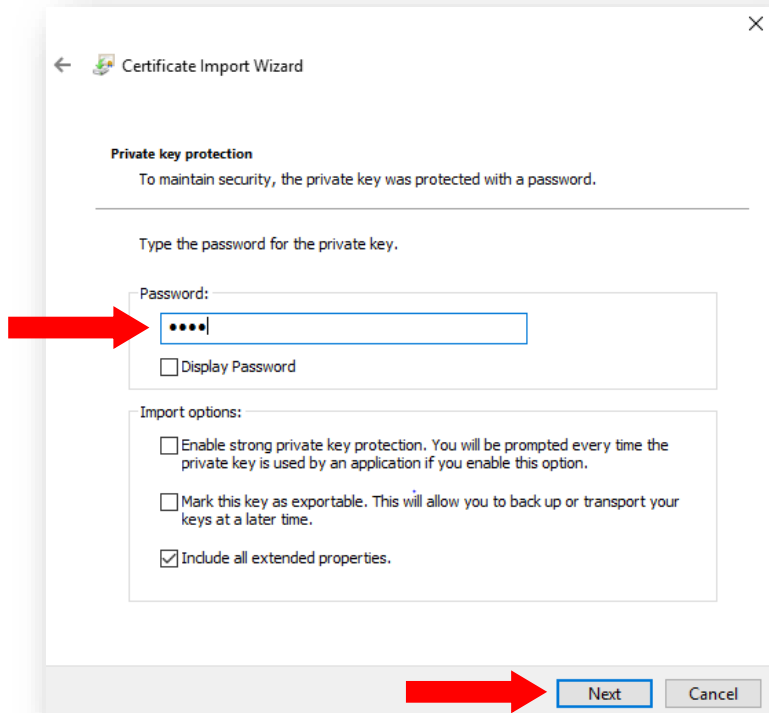 Certificate Import Wizard
Private key protection
To maintain security, the private key was protected with a password.
Type the password for the private key.
Password:
••••
Display Password
Import options:
Enable strong private key protection. You will be prompted every time the
private key is used by an application if you enable this option.
Mark this key as exportable. This will allow you to back up or transport your
keys at a later time.
Include all extended properties.
Next Cancel